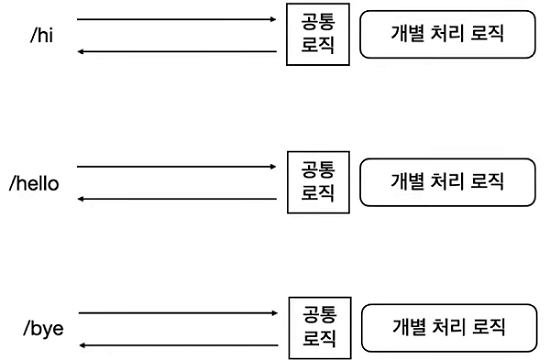 /hi
공통
로직
개별 처리 로직
/hello
공통
로직
개별 처리 로직
/bye
공통
로직
개별 처리 로직